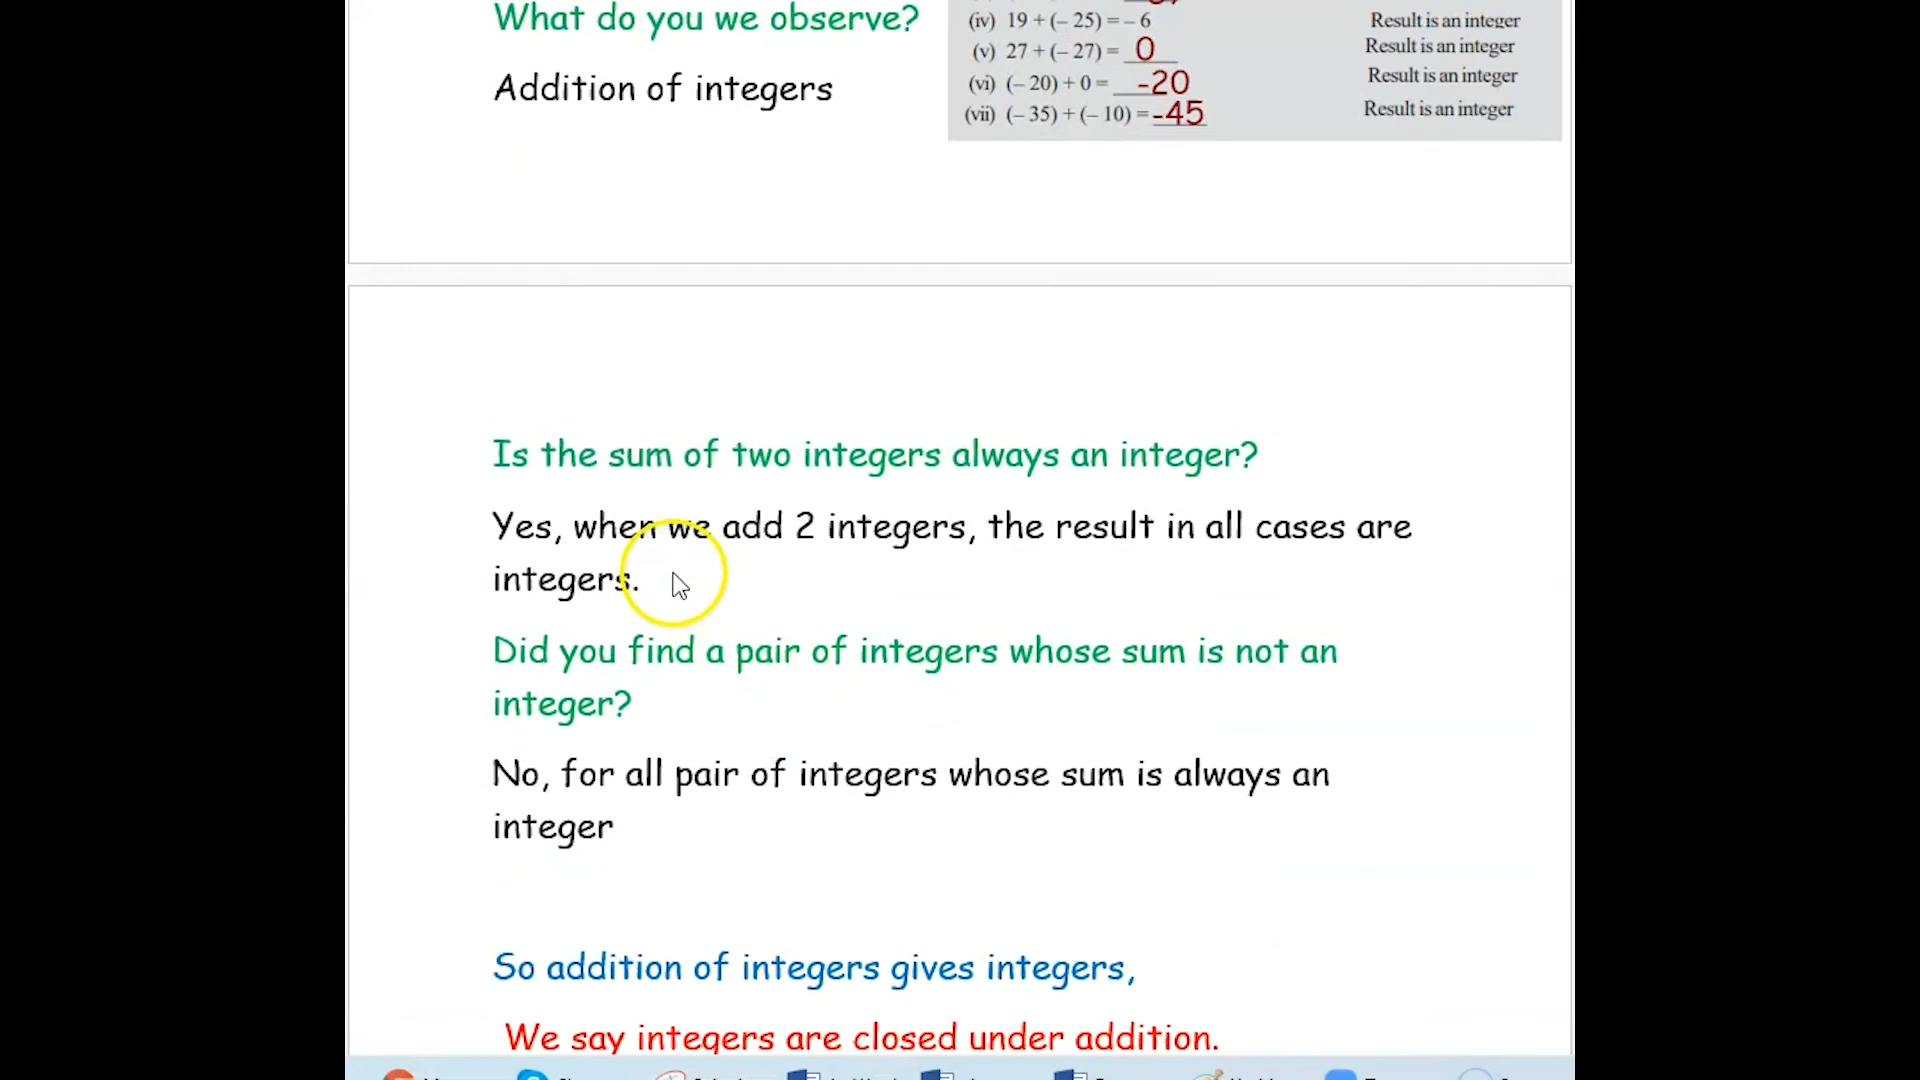 What do you we observe?
Addition of integers
(iv) 19 + (– 25) = – 6 Result is an integer
(v) 27 + (– 27) = 0 Result is an integer
(vi) (– 20) + 0 = -20 Result is an integer
(vii) (– 35) + (– 10) = -45 Result is an integer
Is the sum of two integers always an integer?
Yes, when we add 2 integers, the result in all cases are
integers.
Did you find a pair of integers whose sum is not an
integer?
No, for all pair of integers whose sum is always an
integer
So addition of integers gives integers,
We say integers are closed under addition.